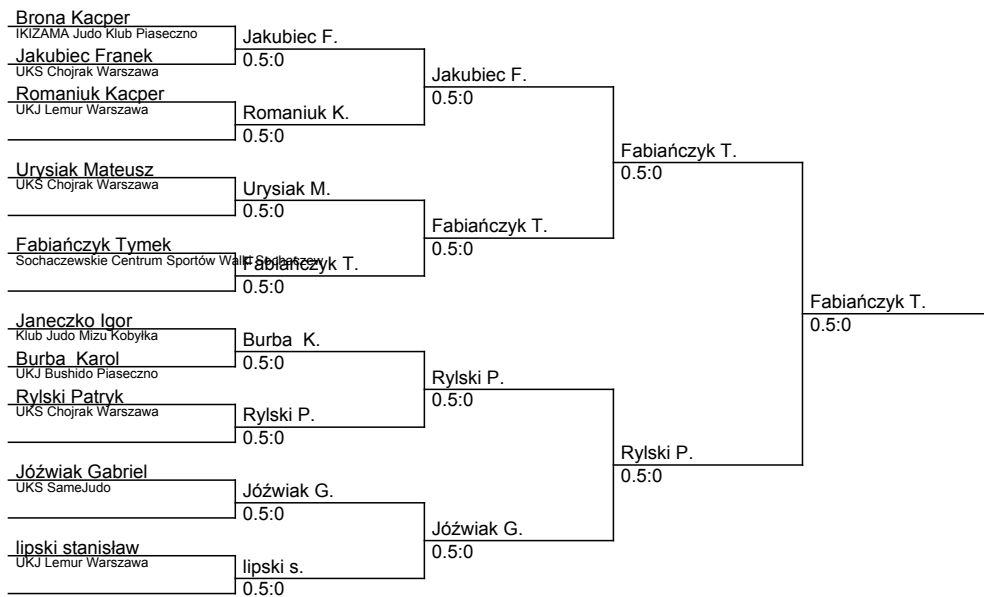 Brona Kacper
IKIZAMA Judo Klub Piaseczno
Jakubiec Franek
UKS Chojrak Warszawa
Romaniuk Kacper
UKJ Lemur Warszawa
Urysiak Mateusz
UKS Chojrak Warszawa
Fabiańczyk Tymek
Sochaczewskie Centrum Sportów Walki Sochaczew
Janeczko Igor
Klub Judo Mizu Kobyłka
Burba  Karol
UKJ Bushido Piaseczno
Rylski Patryk
UKS Chojrak Warszawa
Jóźwiak Gabriel
UKS SameJudo
lipski stanisław
UKJ Lemur Warszawa
Jakubiec F.
0.5:0
Romaniuk K.
0.5:0
Urysiak M.
0.5:0
Fabiańczyk T.
0.5:0
Burba  K.
0.5:0
Rylski P.
0.5:0
Jóźwiak G.
0.5:0
lipski s.
0.5:0
Jakubiec F.
0.5:0
Fabiańczyk T.
0.5:0
Rylski P.
0.5:0
Jóźwiak G.
0.5:0
Fabiańczyk T.
0.5:0
Rylski P.
0.5:0
Fabiańczyk T.
0.5:0